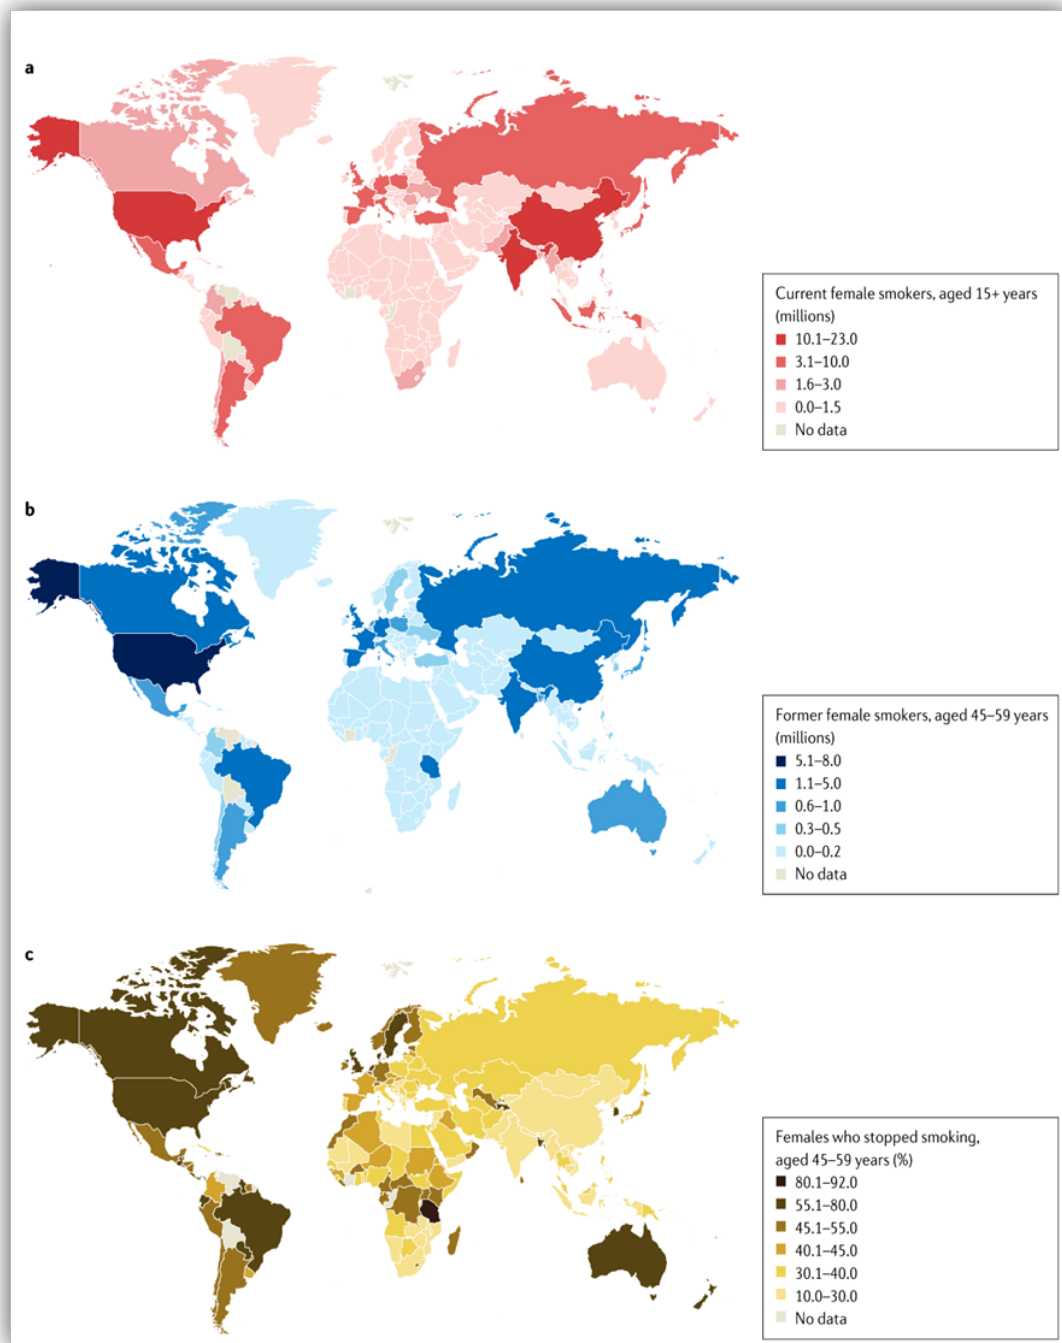 a
Current female smokers, aged 15+ years
(millions)
10.1–23.0
3.1–10.0
1.6–3.0
0.0–1.5
No data
b
Former female smokers, aged 45–59 years
(millions)
5.1–8.0
1.1–5.0
0.6–1.0
0.3–0.5
0.0–0.2
No data
c
Females who stopped smoking,
aged 45–59 years (%)
80.1–92.0
55.1–80.0
45.1–55.0
40.1–45.0
30.1–40.0
10.0–30.0
No data